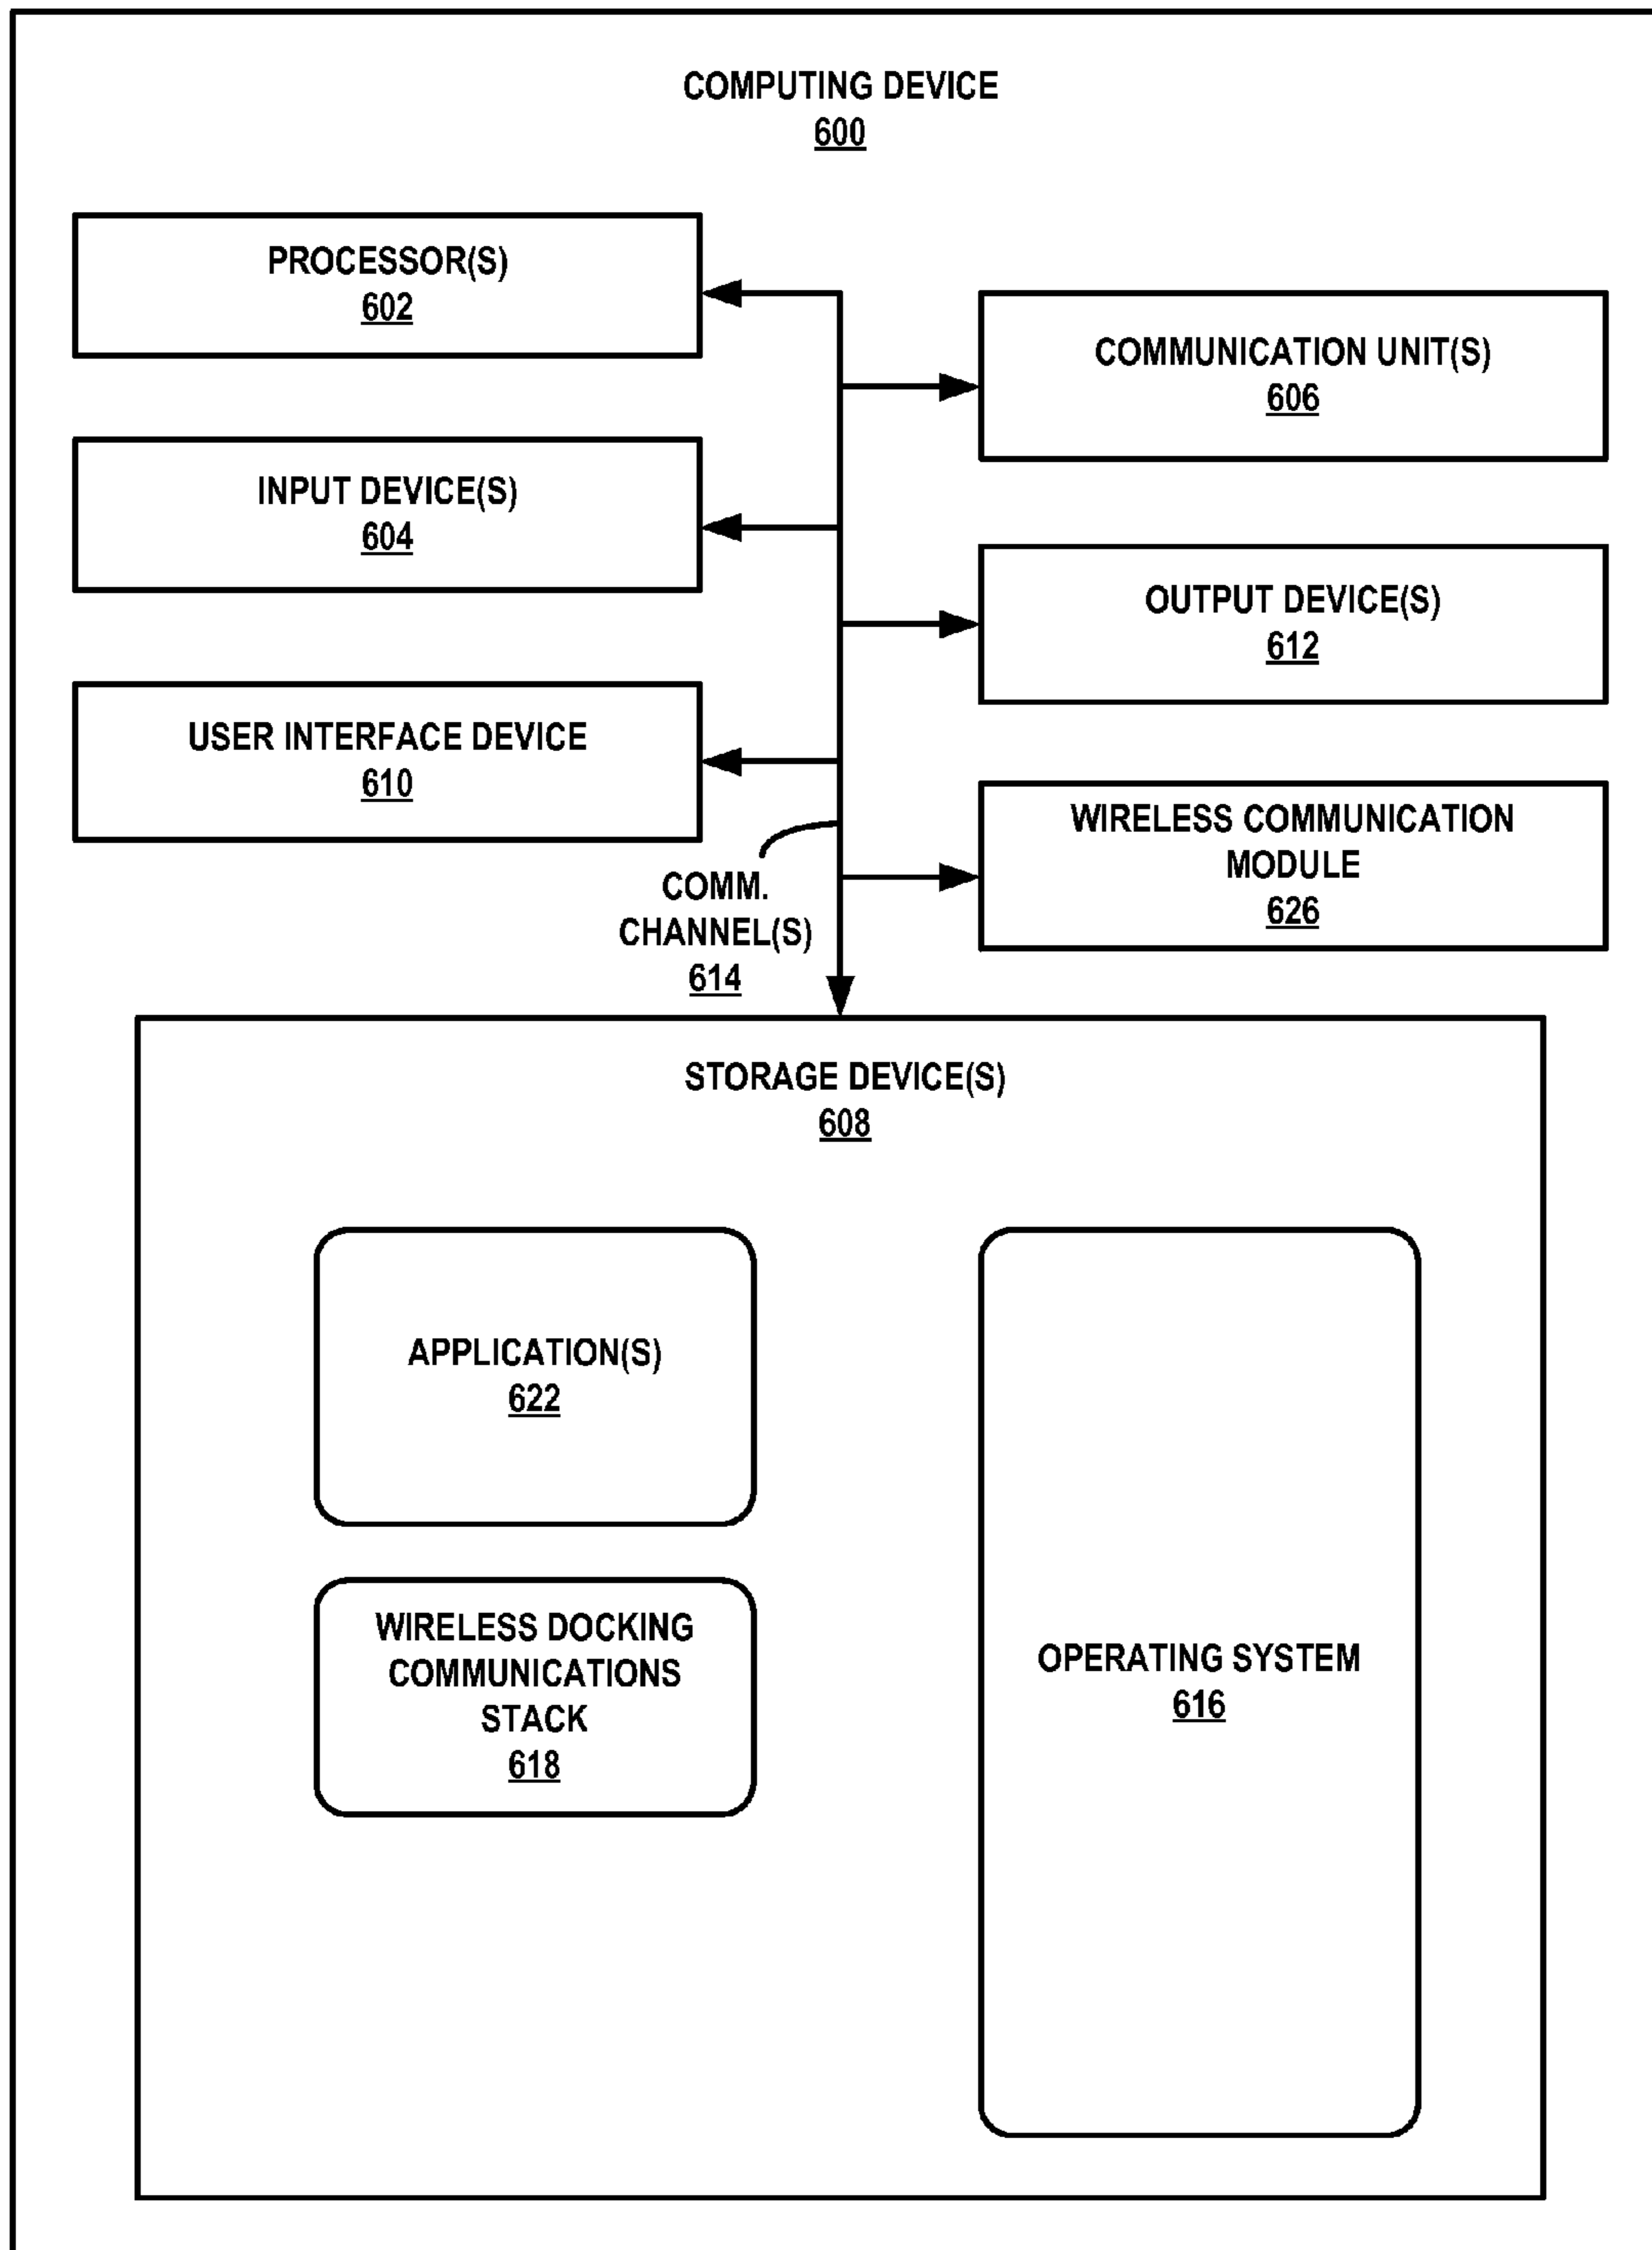 COMPUTING DEVICE
600
PROCESSOR(S)
602
COMMUNICATION UNIT(S)
606
INPUT DEVICE(S)
604
OUTPUT DEVICE(S)
612
USER INTERFACE DEVICE
610
WIRELESS COMMUNICATION
MODULE
626
COMM.
CHANNEL(S)
614
STORAGE DEVICE(S)
608
APPLICATION(S)
622
WIRELESS DOCKING
COMMUNICATIONS
STACK
618
OPERATING SYSTEM
616